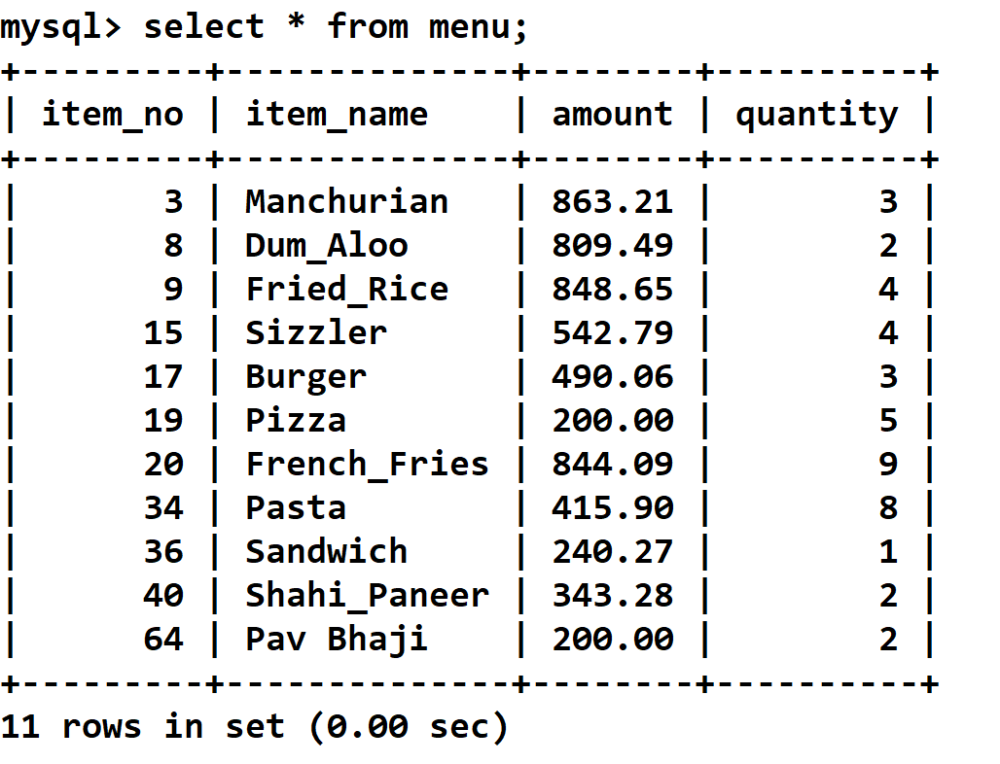 mysql> select * from menu;
+---------+--------------+--------+----------+
| item_no | item_name    | amount | quantity |
+---------+--------------+--------+----------+
|       3 | Manchurian   | 863.21 |        3 |
|       8 | Dum_Aloo     | 809.49 |        2 |
|       9 | Fried_Rice   | 848.65 |        4 |
|      15 | Sizzler      | 542.79 |        4 |
|      17 | Burger       | 490.06 |        3 |
|      19 | Pizza        | 200.00 |        5 |
|      20 | French_Fries | 844.09 |        9 |
|      34 | Pasta        | 415.90 |        8 |
|      36 | Sandwich     | 240.27 |        1 |
|      40 | Shahi_Paneer | 343.28 |        2 |
|      64 | Pav Bhaji    | 200.00 |        2 |
+---------+--------------+--------+----------+
11 rows in set (0.00 sec)